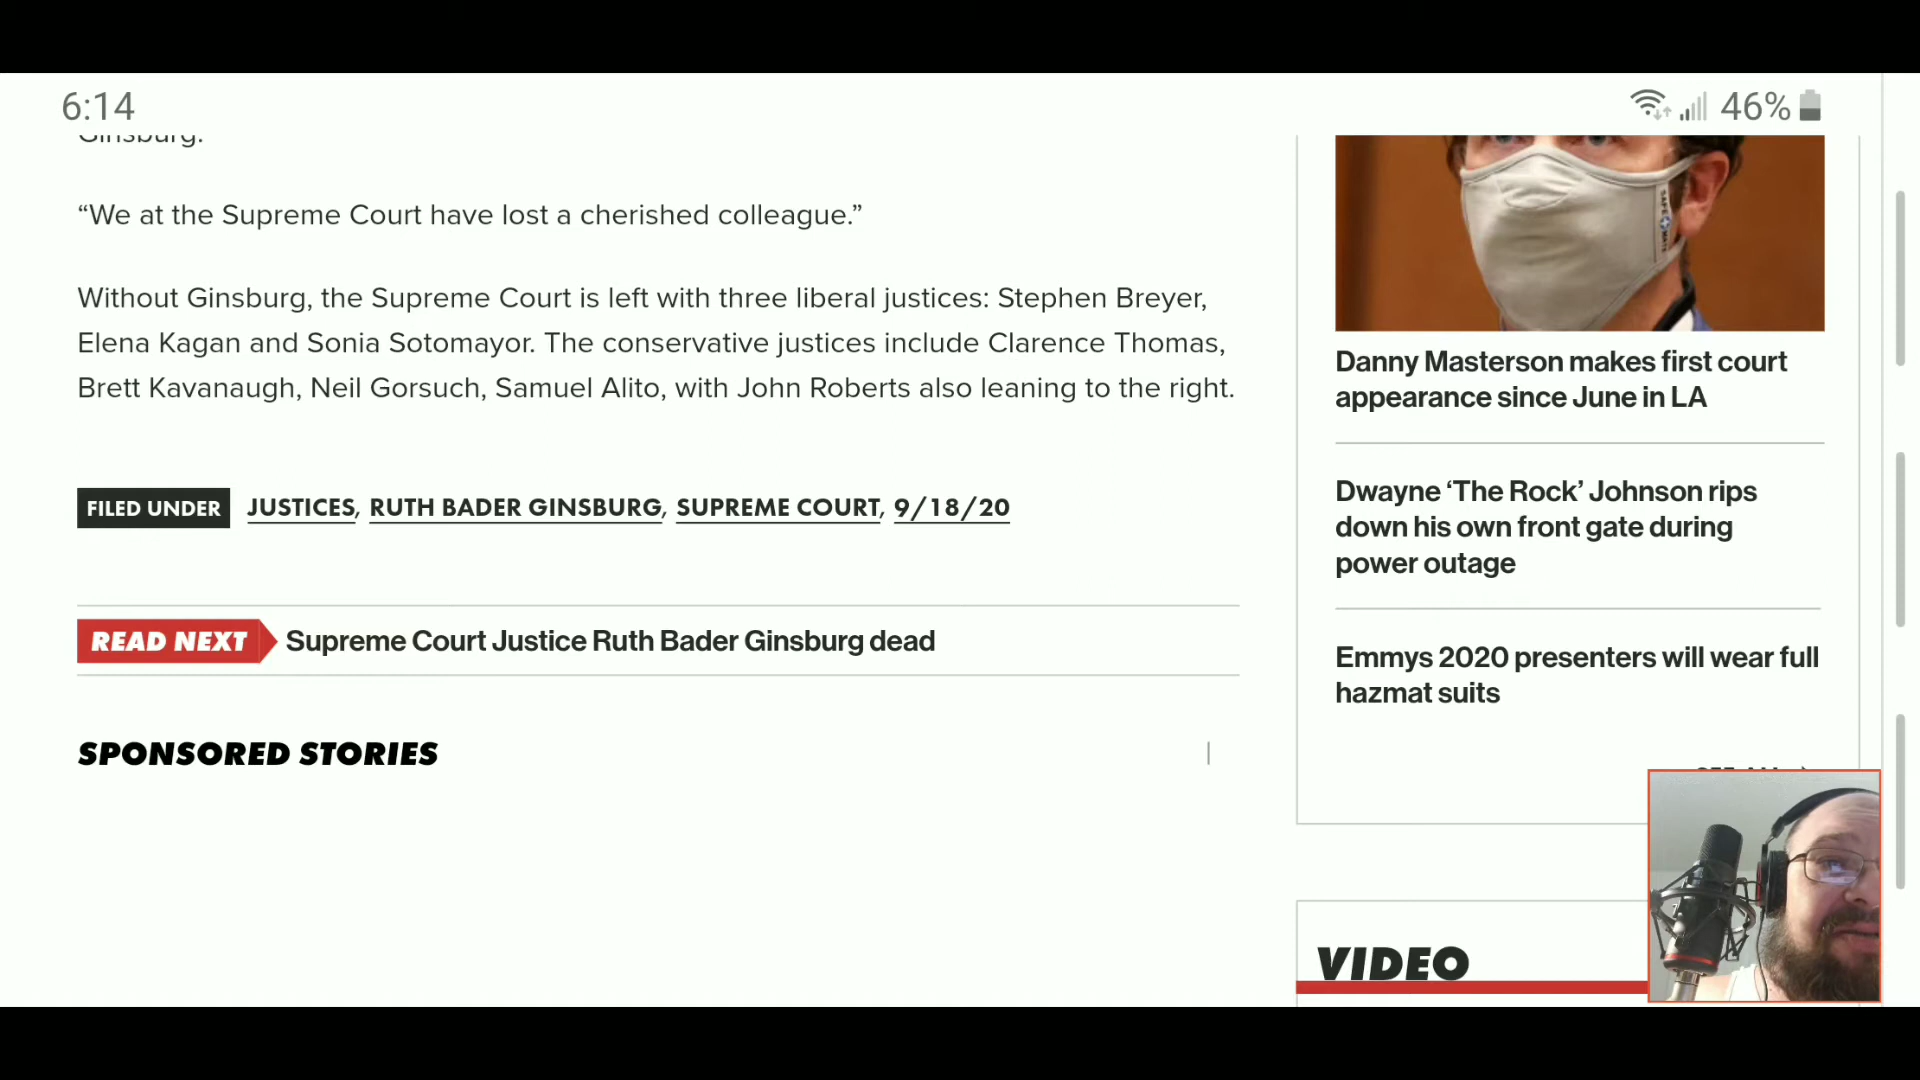 6:14
46%
Ginsburg.
“We at the Supreme Court have lost a cherished colleague.”
Without Ginsburg, the Supreme Court is left with three liberal justices: Stephen Breyer,
Elena Kagan and Sonia Sotomayor. The conservative justices include Clarence Thomas,
Brett Kavanaugh, Neil Gorsuch, Samuel Alito, with John Roberts also leaning to the right.
FILED UNDER JUSTICES, RUTH BADER GINSBURG, SUPREME COURT, 9/18/20
READ NEXT Supreme Court Justice Ruth Bader Ginsburg dead
SPONSORED STORIES
Danny Masterson makes first court
appearance since June in LA
Dwayne ‘The Rock’ Johnson rips
down his own front gate during
power outage
Emmys 2020 presenters will wear full
hazmat suits
VIDEO